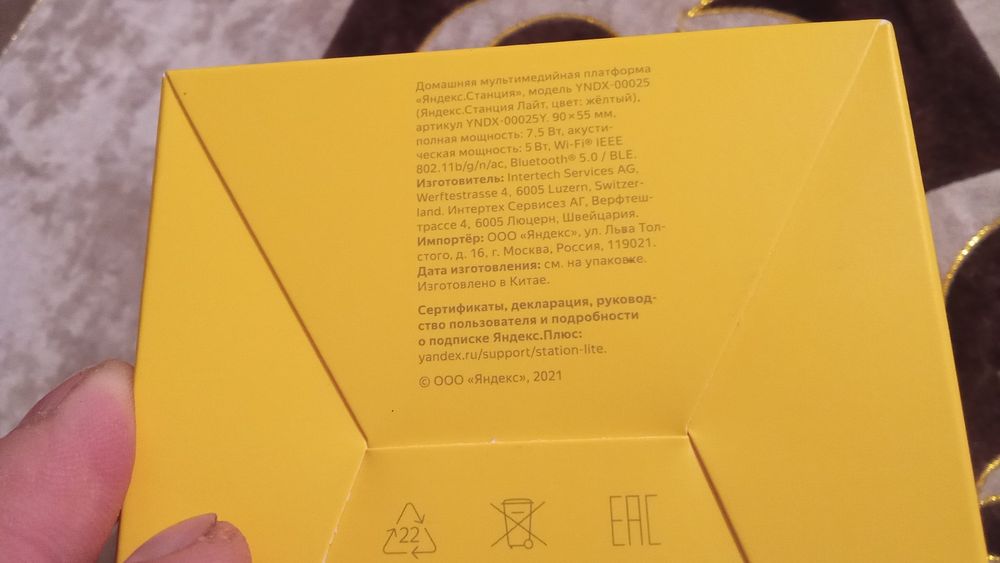 Домашняя мультимедийная платформа
«Яндекс.Станция», модель YNDX-00025
(Яндекс.Станция Лайт, цвет: жёлтый),
артикул YNDX-00025Y. 90×55 мм.
полная мощность: 7,5 Вт, акусти-
ческая мощность: 5 Вт, Wi-Fi® IEEE
802.11b/g/n/ac, Bluetooth® 5.0 / BLE.
Изготовитель: Intertech Services AG,
Werftestrasse 4, 6005 Luzern, Switzer-
land. Интертех Сервисез АГ, Верфтеш-
трассе 4, 6005 Люцерн, Швейцария.
Импортёр: ООО «Яндекс», ул. Льва Тол-
стого, д. 16, г. Москва, Россия, 119021.
Дата изготовления: см. на упаковке.
Изготовлено в Китае.
Сертификаты, декларация, руковод-
ство пользователя и подробности
о подписке Яндекс.Плюс:
yandex.ru/support/station-lite.
© ООО «Яндекс», 2021
22
EAC